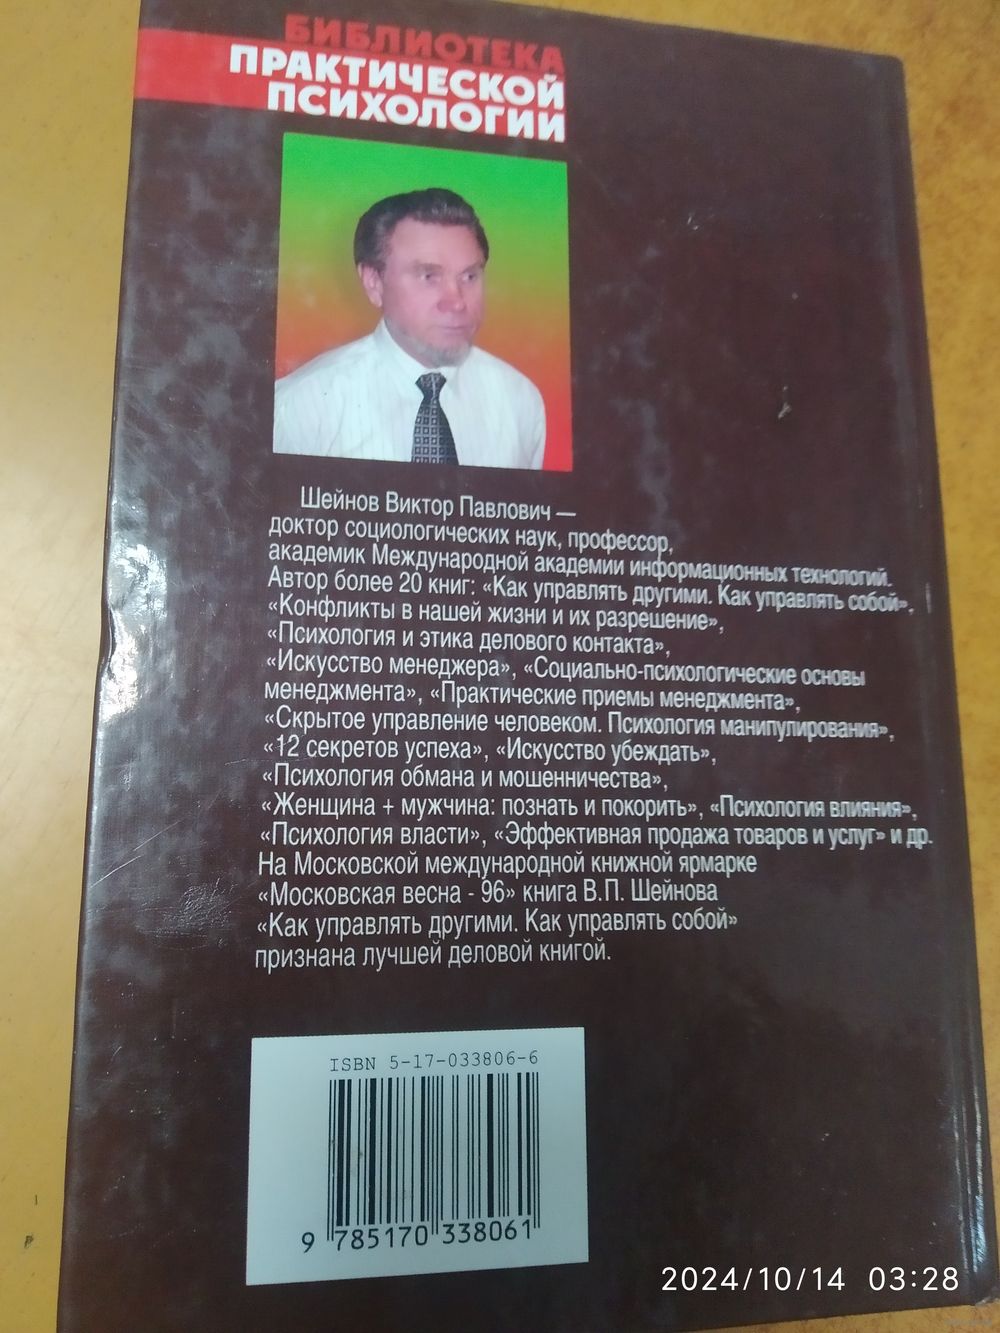 БИБЛИОТЕКА
ПРАКТИЧЕСКОЙ
ПСИХОЛОГИИ
Шейнов Виктор Павлович —
доктор социологических наук, профессор,
академик Международной академии информационных технологий.
Автор более 20 книг: «Как управлять другими. Как управлять собой»,
«Конфликты в нашей жизни и их разрешение»,
«Психология и этика делового контакта»,
«Искусство менеджера», «Социально-психологические основы
менеджмента», «Практические приемы менеджмента»,
«Скрытое управление человеком. Психология манипулирования»,
«12 секретов успеха», «Искусство убеждать»,
«Психология обмана и мошенничества»,
«Женщина + мужчина: познать и покорить», «Психология влияния»,
«Психология власти», «Эффективная продажа товаров и услуг» и др.
На Московской международной книжной ярмарке
«Московская весна - 96» книга В.П. Шейнова
«Как управлять другими. Как управлять собой»
признана лучшей деловой книгой.
ISBN 5-17-033806-6
9 785170 338061
2024/10/14 03:28